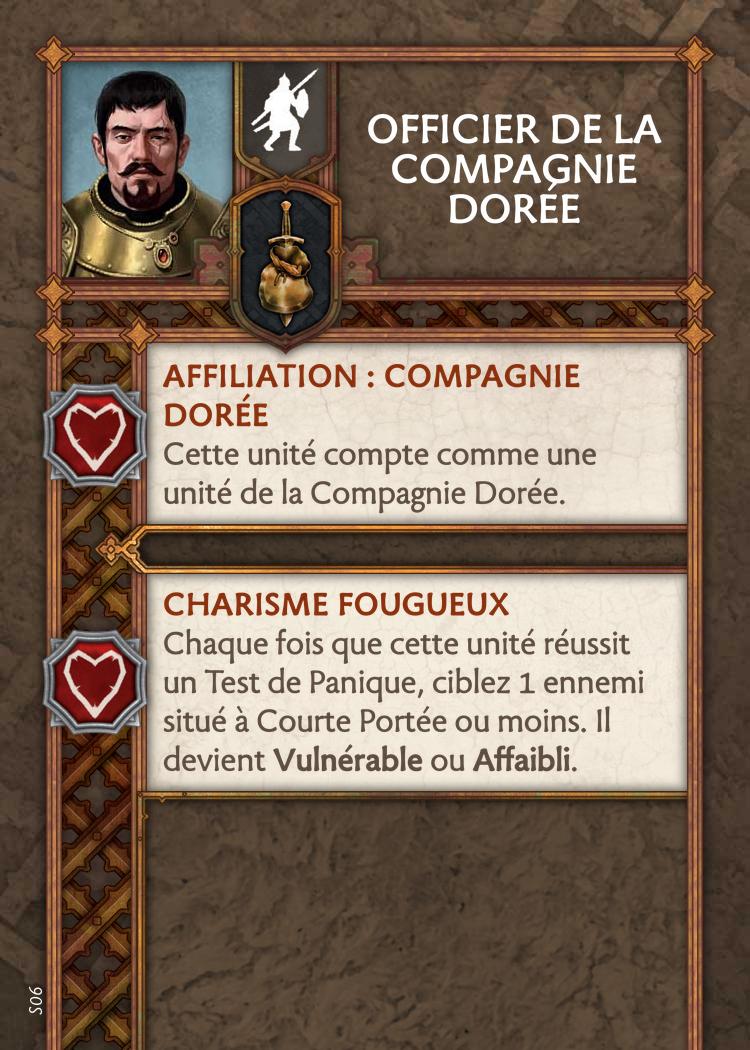 OFFICIER DE LA
COMPAGNIE
DORÉE
AFFILIATION : COMPAGNIE
DORÉE
Cette unité compte comme une
unité de la Compagnie Dorée.
CHARISME FOUGUEUX
Chaque fois que cette unité réussit
un Test de Panique, ciblez 1 ennemi
situé à Courte Portée ou moins. Il
devient Vulnérable ou Affaibli.
S06